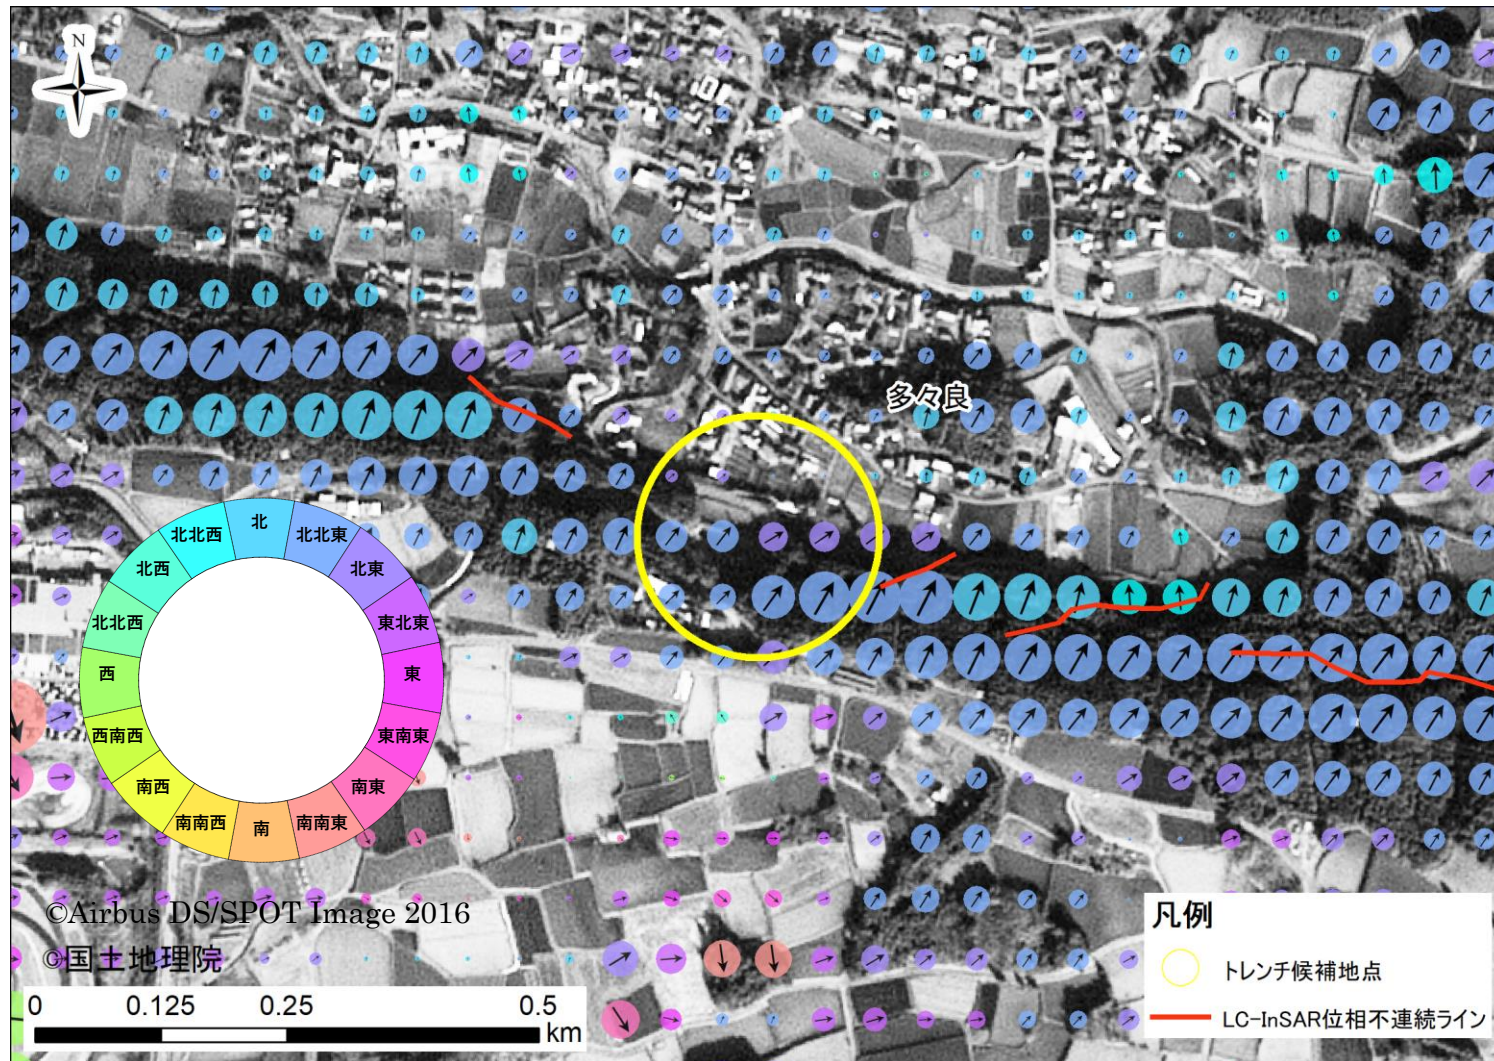 N
多々良
北
北北東
北東
東北東
東
東南東
南東
南南東
南
南南西
南西
西南西
西
北北西
北西
北北西
©Airbus DS/SPOT Image 2016
©国土地理院
0 0.125 0.25 0.5
km
凡例
トレンチ候補地点
LC-InSAR位相不連続ライン